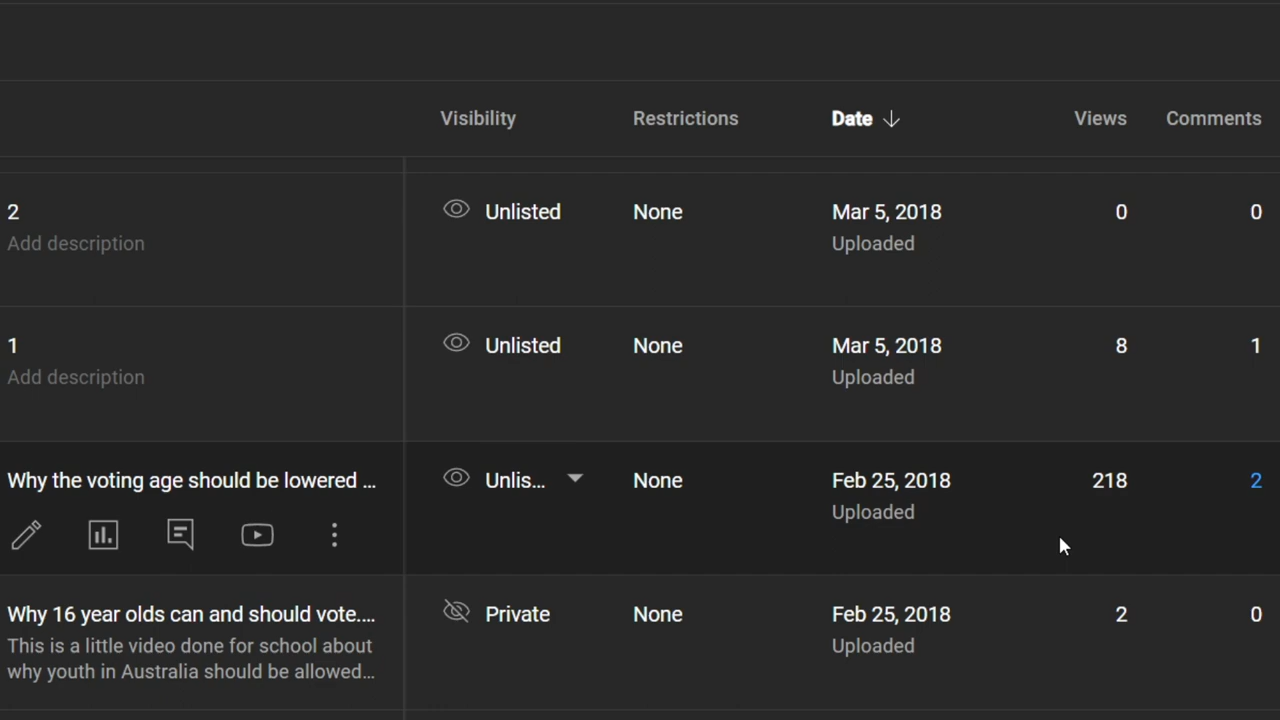 Visibility Restrictions Date Views Comments
2 Unlisted None Mar 5, 2018 0 0
Add description Uploaded
1 Unlisted None Mar 5, 2018 8 1
Add description Uploaded
Why the voting age should be lowered ... Unlis... None Feb 25, 2018 218 2
Uploaded
Why 16 year olds can and should vote.... Private None Feb 25, 2018 2 0
This is a little video done for school about Uploaded
why youth in Australia should be allowed...